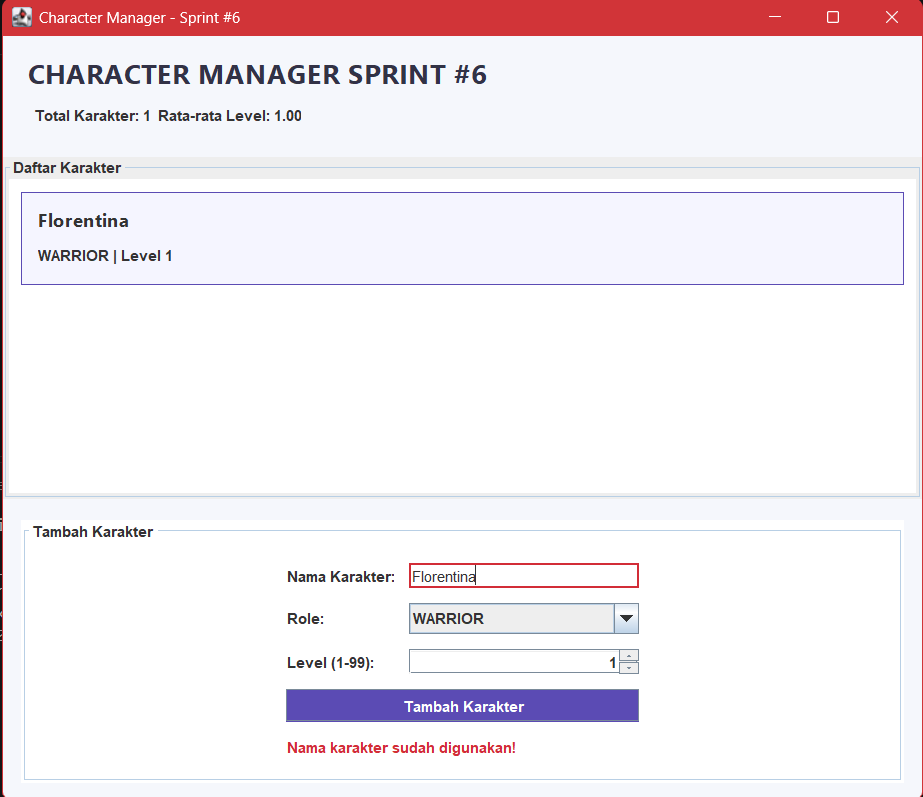 Character Manager - Sprint #6
CHARACTER MANAGER SPRINT #6
Total Karakter: 1 Rata-rata Level: 1.00
Daftar Karakter
Florentina
WARRIOR | Level 1
Tambah Karakter
Nama Karakter: Florentina
Role: WARRIOR
Level (1-99): 1
Tambah Karakter
Nama karakter sudah digunakan!